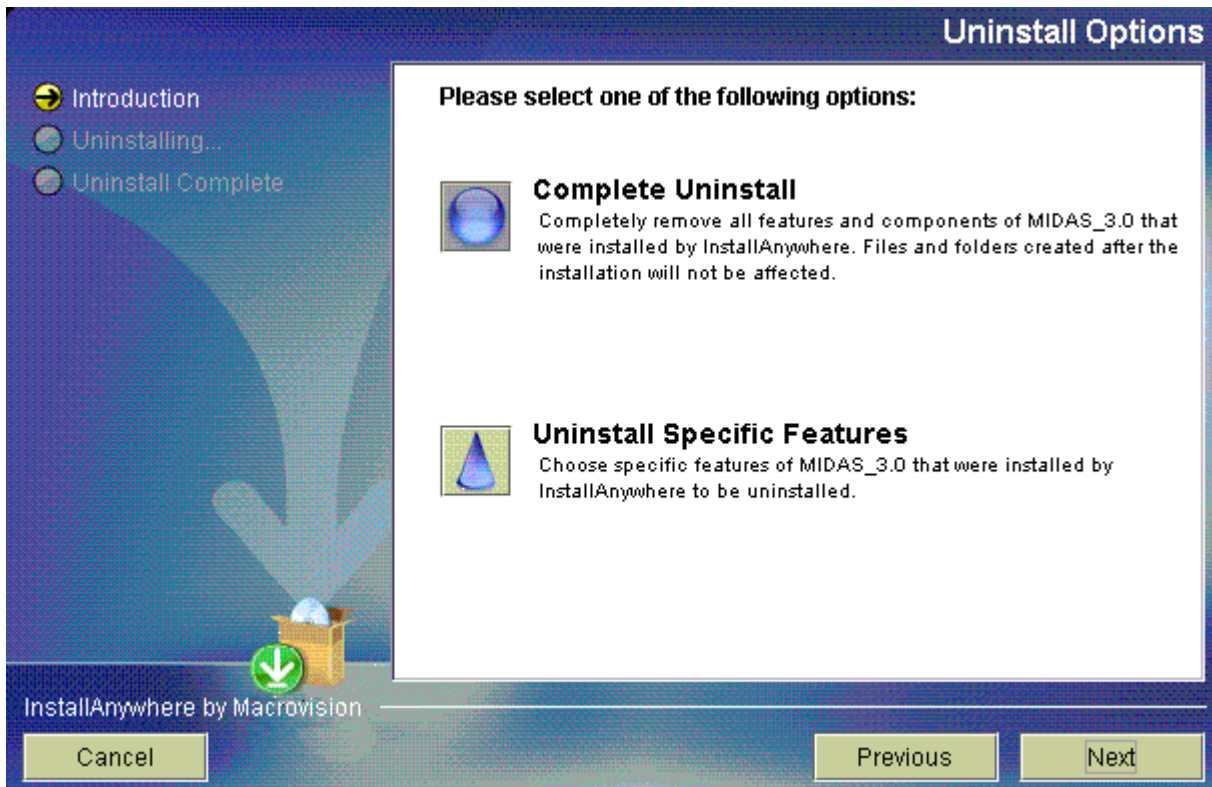 Uninstall Options
Introduction
Uninstalling...
Uninstall Complete
Please select one of the following options:
Complete Uninstall
Completely remove all features and components of MIDAS_3.0 that
were installed by InstallAnywhere. Files and folders created after the
installation will not be affected.
Uninstall Specific Features
Choose specific features of MIDAS_3.0 that were installed by
InstallAnywhere to be uninstalled.
InstallAnywhere by Macrovision
Cancel
Previous
Next